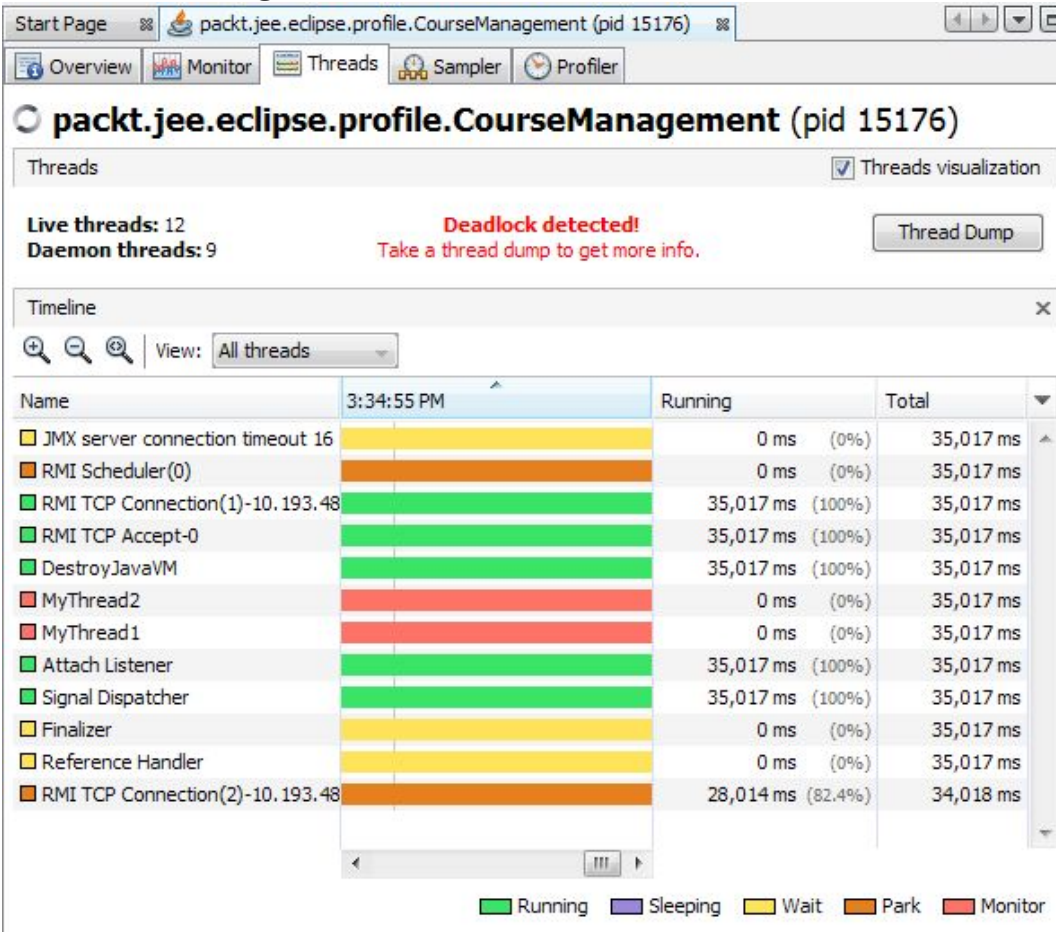 Start Page packt.jee.eclipse.profile.CourseManagement (pid 15176)
Overview Monitor Threads Sampler Profiler
packt.jee.eclipse.profile.CourseManagement (pid 15176)
Threads Threads visualization
Live threads: 12 Deadlock detected! Thread Dump
Daemon threads: 9 Take a thread dump to get more info.
Timeline
View: All threads
Name 3:34:55 PM Running Total
JMX server connection timeout 16 0 ms (0%) 35,017 ms
RMI Scheduler(0) 0 ms (0%) 35,017 ms
RMI TCP Connection(1)-10.193.48 35,017 ms (100%) 35,017 ms
RMI TCP Accept-0 35,017 ms (100%) 35,017 ms
DestroyJavaVM 35,017 ms (100%) 35,017 ms
MyThread2 0 ms (0%) 35,017 ms
MyThread1 0 ms (0%) 35,017 ms
Attach Listener 35,017 ms (100%) 35,017 ms
Signal Dispatcher 35,017 ms (100%) 35,017 ms
Finalizer 0 ms (0%) 35,017 ms
Reference Handler 0 ms (0%) 35,017 ms
RMI TCP Connection(2)-10.193.48 28,014 ms (82.4%) 34,018 ms
Running Sleeping Wait Park Monitor